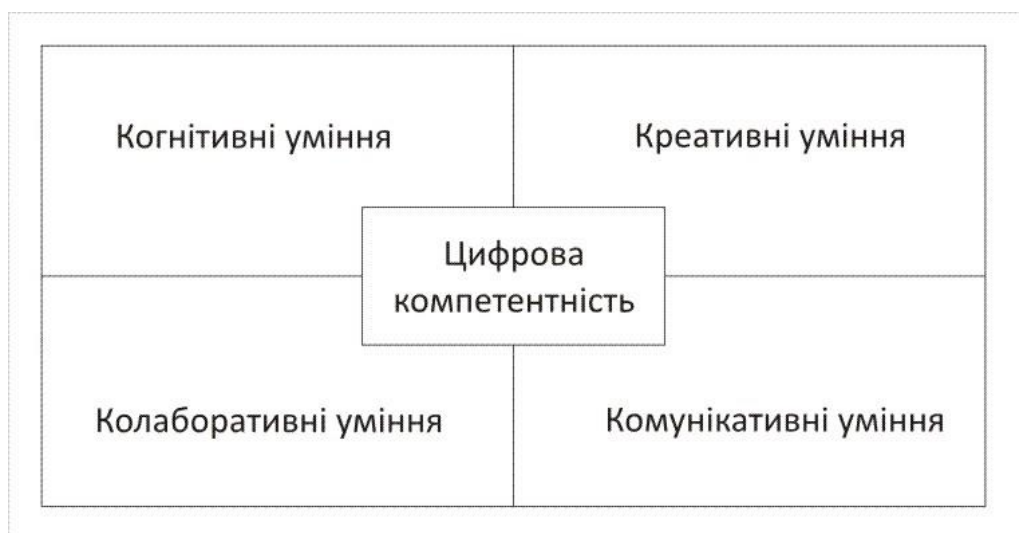 Когнітивні уміння
Креативні уміння
Цифрова
компетентність
Колаборативні уміння
Комунікативні уміння